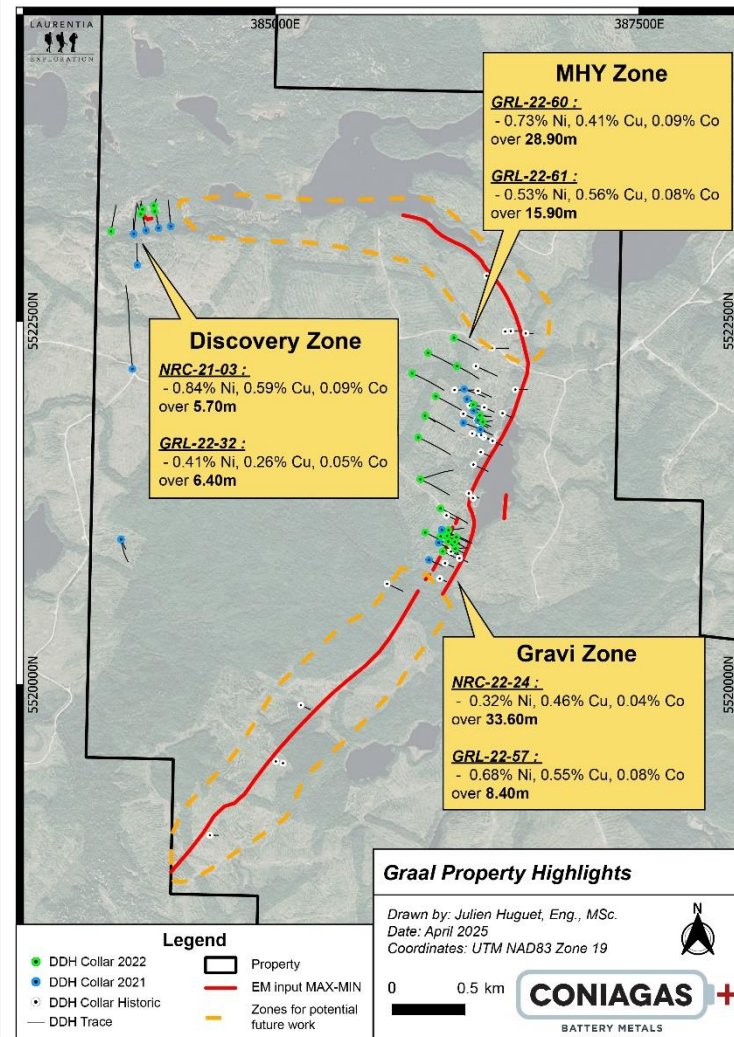 LAURENTIA
EXPLORATION
385000E
387500E
5522500N
5522500N
5520000N
5520000N
MHY Zone
GRL-22-60 :
- 0.73% Ni, 0.41% Cu, 0.09% Co
over 28.90m
GRL-22-61 :
- 0.53% Ni, 0.56% Cu, 0.08% Co
over 15.90m
Discovery Zone
NRC-21-03 :
- 0.84% Ni, 0.59% Cu, 0.09% Co
over 5.70m
GRL-22-32 :
- 0.41% Ni, 0.26% Cu, 0.05% Co
over 6.40m
Gravi Zone
NRC-22-24 :
- 0.32% Ni, 0.46% Cu, 0.04% Co
over 33.60m
GRL-22-57 :
- 0.68% Ni, 0.55% Cu, 0.08% Co
over 8.40m
Legend
DDH Collar 2022
DDH Collar 2021
DDH Collar Historic
DDH Trace
Property
EM input MAX-MIN
Zones for potential
future work
Graal Property Highlights
Drawn by: Julien Huguet, Eng., MSc.
Date: April 2025
Coordinates: UTM NAD83 Zone 19
N
0 0.5 km
CONIAGAS +
BATTERY METALS